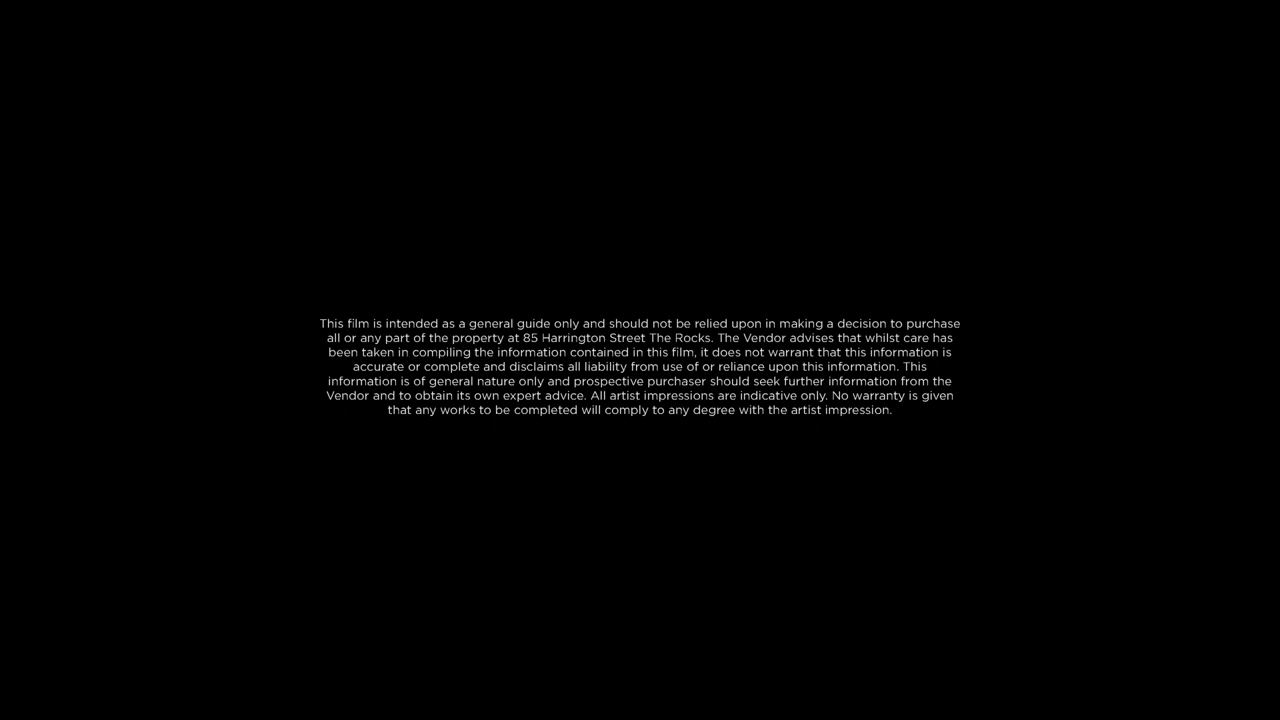 This film is intended as a general guide only and should not be relied upon in making a decision to purchase
all or any part of the property at 85 Harrington Street The Rocks. The Vendor advises that whilst care has
been taken in compiling the information contained in this film, it does not warrant that this information is
accurate or complete and disclaims all liability from use of or reliance upon this information. This
information is of general nature only and prospective purchaser should seek further information from the
Vendor and to obtain its own expert advice. All artist impressions are indicative only. No warranty is given
that any works to be completed will comply to any degree with the artist impression.